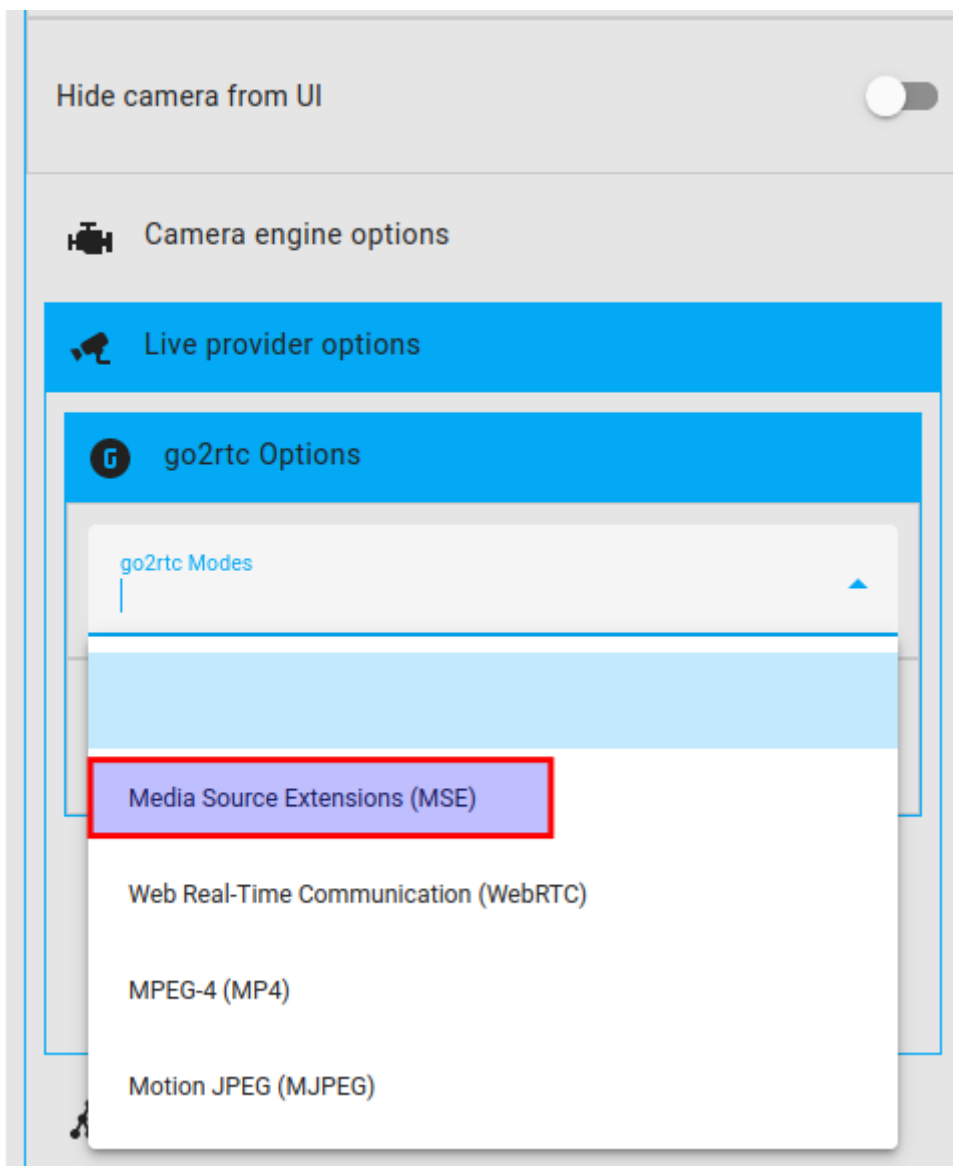 Hide camera from UI
Camera engine options
Live provider options
G
go2rtc Options
go2rtc Modes
Media Source Extensions (MSE)
Web Real-Time Communication (WebRTC)
MPEG-4 (MP4)
Motion JPEG (MJPEG)